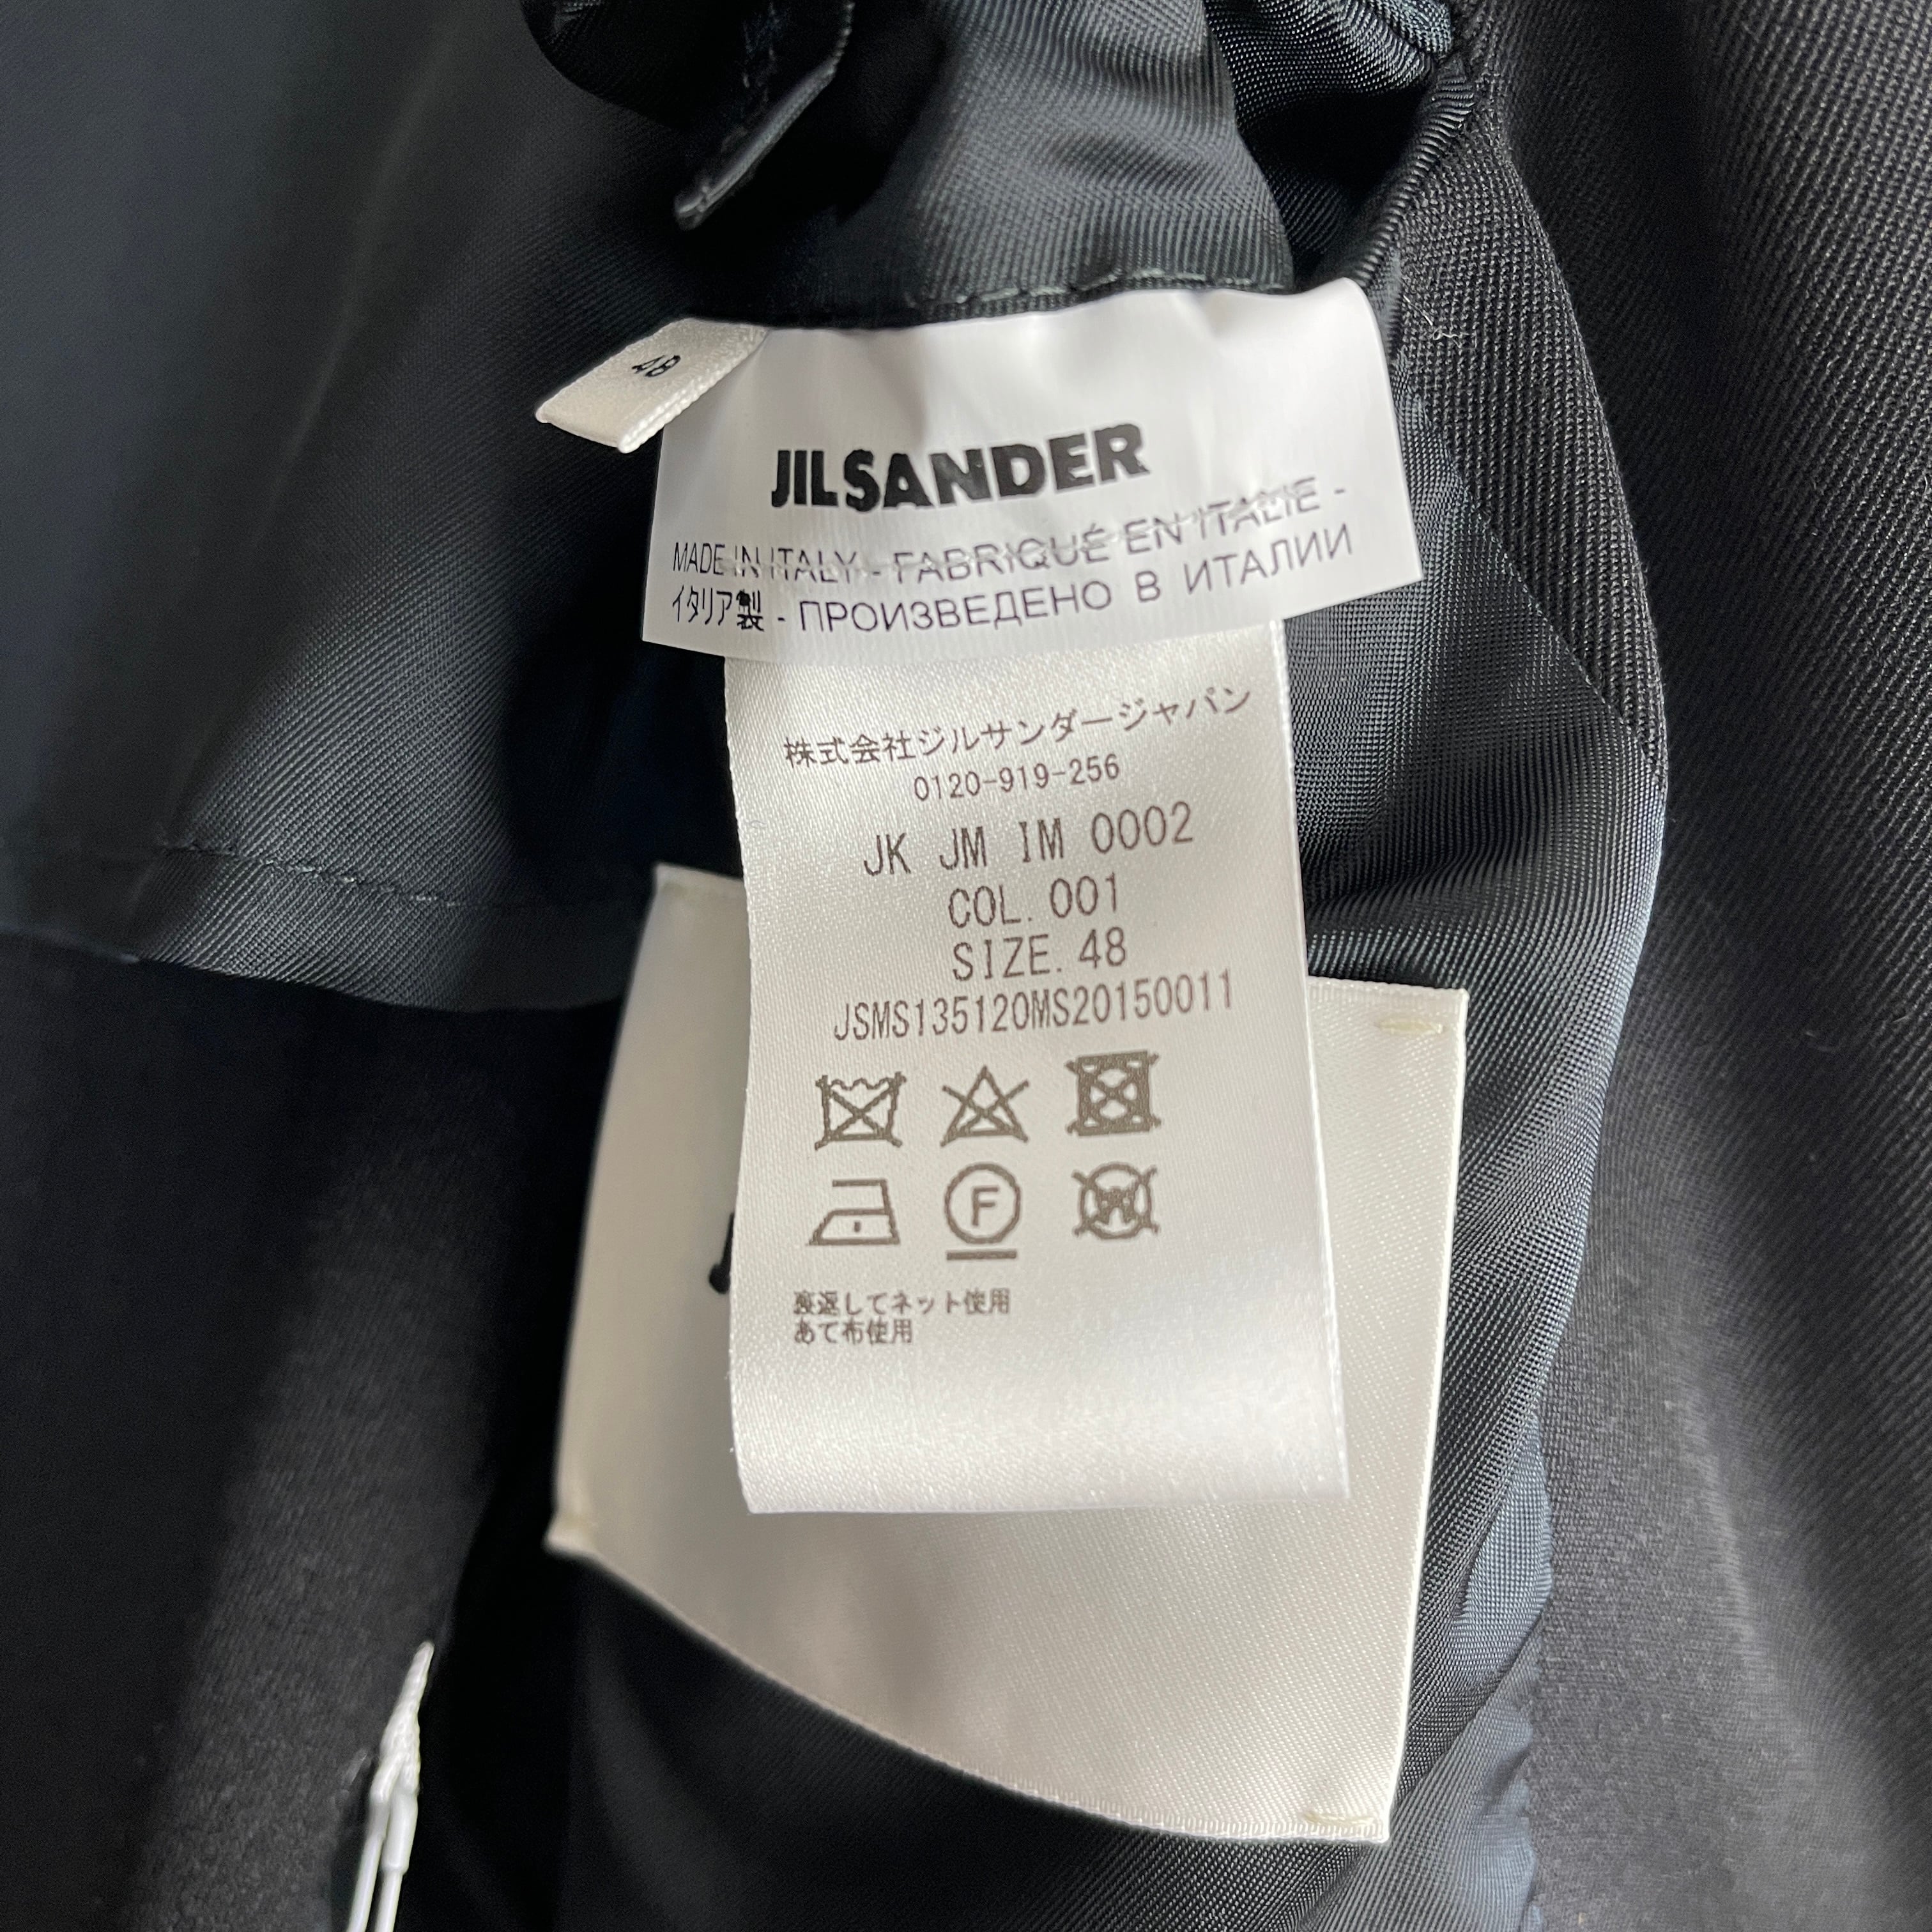 48
JIL SANDER
MADE IN ITALY - FABRIQUÉ EN ITALIE -
イタリア製 - ПРОИЗВЕДЕНО В ИТАЛИИ
株式会社ジルサンダージャパン
0120-919-256
JK JM IM 0002
COL. 001
SIZE. 48
JSMS135120MS20150011
F
W
裏返してネット使用
あて布使用